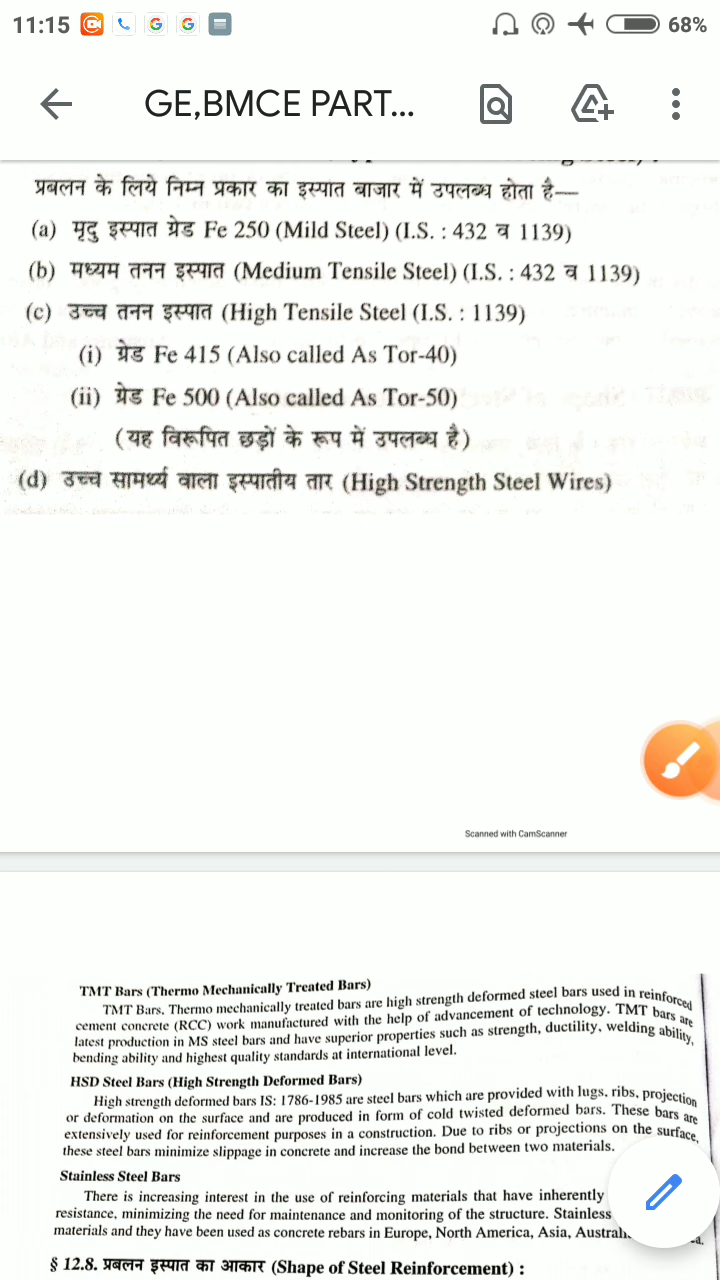 11:15
68%
GE,BMCE PART...
प्रबलन के लिये निम्न प्रकार का इस्पात बाजार में उपलब्ध होता है—
(a) मृदु इस्पात ग्रेड Fe 250 (Mild Steel) (I.S. : 432 व 1139)
(b) मध्यम तनन इस्पात (Medium Tensile Steel) (I.S. : 432 व 1139)
(c) उच्च तनन इस्पात (High Tensile Steel (I.S. : 1139)
(i) ग्रेड Fe 415 (Also called As Tor-40)
(ii) ग्रेड Fe 500 (Also called As Tor-50)
(यह विरूपित छड़ों के रूप में उपलब्ध है)
(d) उच्च सामर्थ्य वाला इस्पातीय तार (High Strength Steel Wires)
Scanned with CamScanner
TMT Bars (Thermo Mechanically Treated Bars)
TMT Bars, Thermo mechanically treated bars are high strength deformed steel bars used in reinforced
cement concrete (RCC) work manufactured with the help of advancement of technology. TMT bars are
latest production in MS steel bars and have superior properties such as strength, ductility, welding ability,
bending ability and highest quality standards at international level.
HSD Steel Bars (High Strength Deformed Bars)
High strength deformed bars IS: 1786-1985 are steel bars which are provided with lugs, ribs, projection
or deformation on the surface and are produced in form of cold twisted deformed bars. These bars are
extensively used for reinforcement purposes in a construction. Due to ribs or projections on the surface,
these steel bars minimize slippage in concrete and increase the bond between two materials.
Stainless Steel Bars
There is increasing interest in the use of reinforcing materials that have inherently
resistance, minimizing the need for maintenance and monitoring of the structure. Stainless
materials and they have been used as concrete rebars in Europe, North America, Asia,
§ 12.8. प्रबलन इस्पात का आकार (Shape of Steel Reinforcement) :